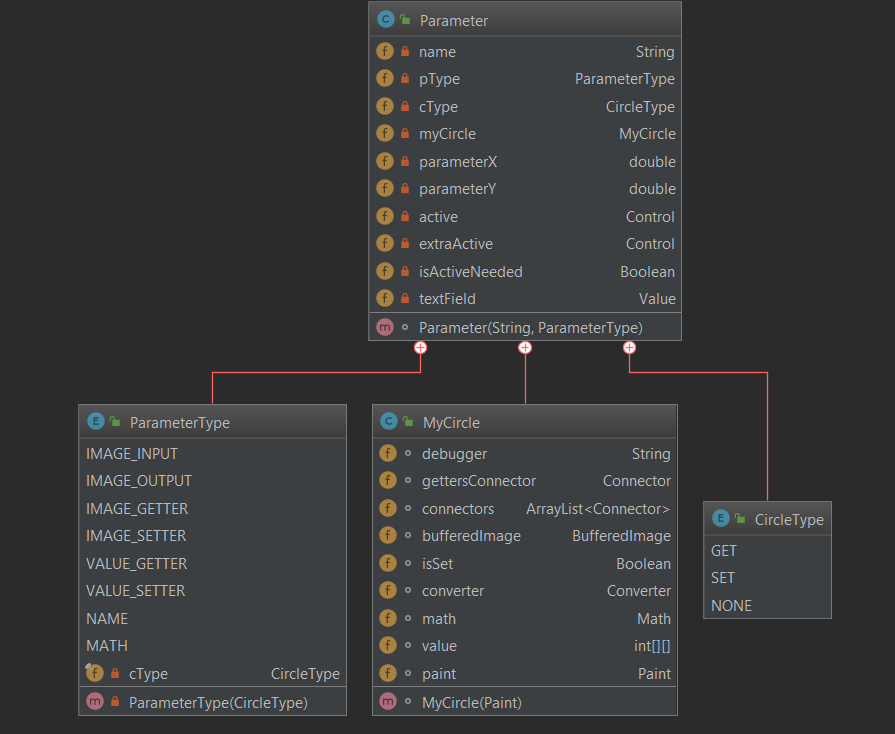 C Parameter
f name String
f pType ParameterType
f cType CircleType
f myCircle MyCircle
f parameterX double
f parameterY double
f active Control
f extraActive Control
f isActiveNeeded Boolean
f textField Value
m Parameter(String, ParameterType)
E ParameterType
IMAGE_INPUT
IMAGE_OUTPUT
IMAGE_GETTER
IMAGE_SETTER
VALUE_GETTER
VALUE_SETTER
NAME
MATH
f cType CircleType
m ParameterType(CircleType)
C MyCircle
f debugger String
f gettersConnector Connector
f connectors ArrayList<Connector>
f bufferedImage BufferedImage
f isSet Boolean
f converter Converter
f math Math
f value int[][]
f paint Paint
m MyCircle(Paint)
E CircleType
GET
SET
NONE